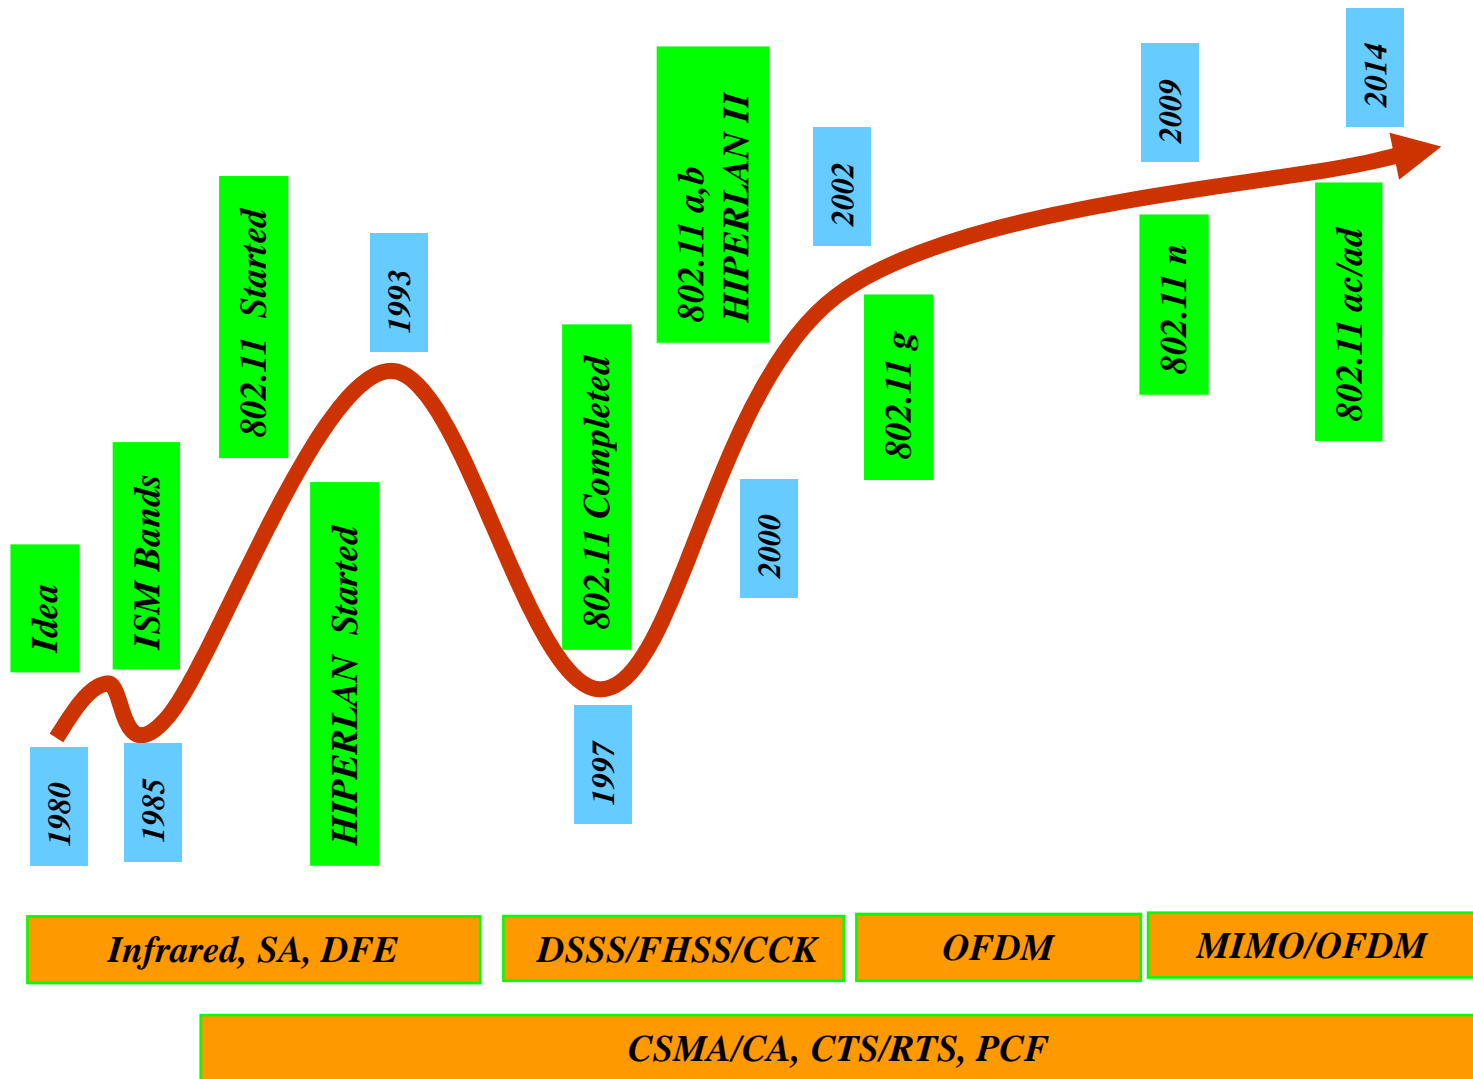 Idea
1980
ISM Bands
1985
802.11 Started
HIPERLAN Started
1993
802.11 Completed
1997
802.11 a,b
HIPERLAN II
2000
2002
802.11 g
2009
802.11 n
2014
802.11 ac/ad
Infrared, SA, DFE
DSSS/FHSS/CCK
OFDM
MIMO/OFDM
CSMA/CA, CTS/RTS, PCF